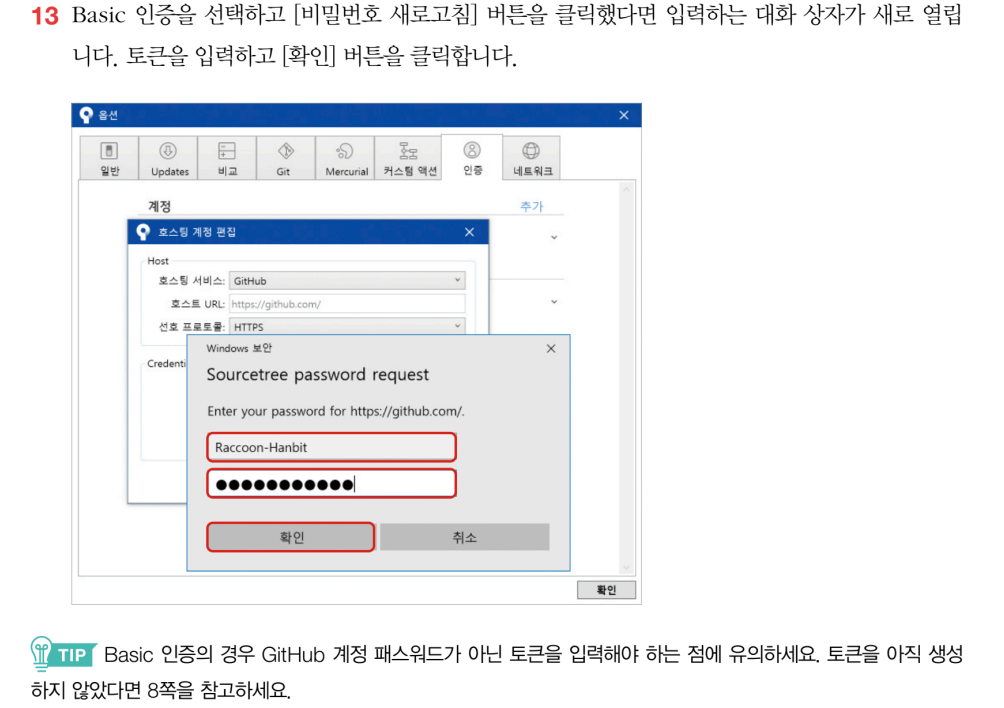 13 Basic 인증을 선택하고 [비밀번호 새로고침] 버튼을 클릭했다면 입력하는 대화 상자가 새로 열립
니다. 토큰을 입력하고 [확인] 버튼을 클릭합니다.
옵션
일반 Updates 비교 Git Mercurial 커스텀 액션 인증 네트워크
계정 추가
호스팅 계정 편집
Host
호스팅 서비스: GitHub
호스트 URL: https://github.com/
선호 프로토콜: HTTPS
Credenti
Windows 보안
Sourcetree password request
Enter your password for https://github.com/.
Raccoon-Hanbit
●●●●●●●●●●●
확인 취소
확인
TIP Basic 인증의 경우 GitHub 계정 패스워드가 아닌 토큰을 입력해야 하는 점에 유의하세요. 토큰을 아직 생성
하지 않았다면 8쪽을 참고하세요.